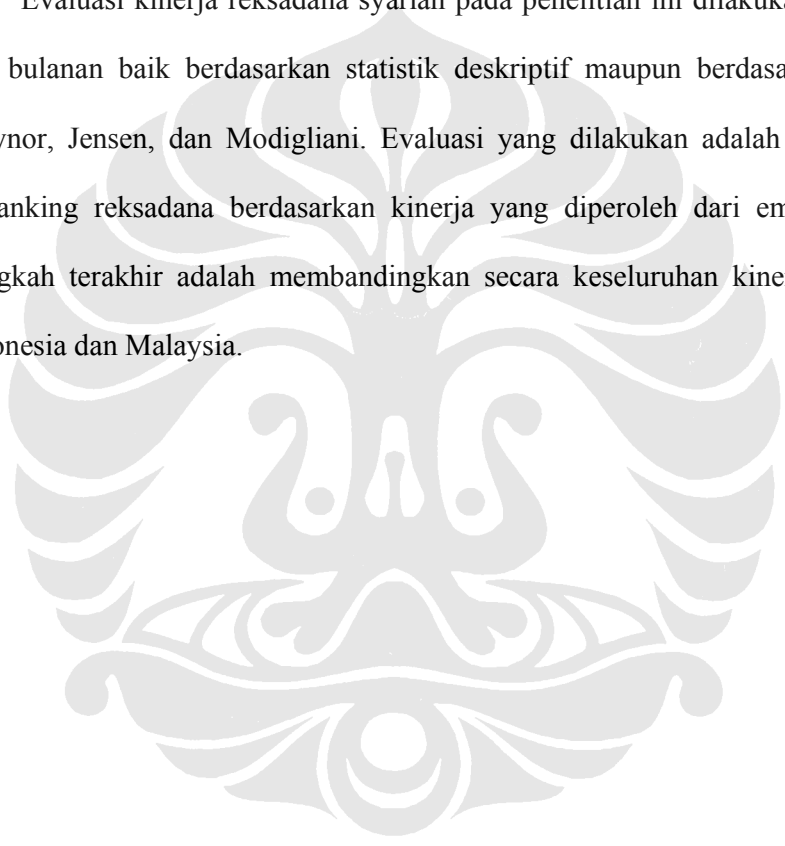 Evaluasi kinerja reksadana syariah pada penelitian ini dilakuka
bulanan baik berdasarkan statistik deskriptif maupun berdasa
ynor, Jensen, dan Modigliani. Evaluasi yang dilakukan adalah
anking reksadana berdasarkan kinerja yang diperoleh dari em
gkah terakhir adalah membandingkan secara keseluruhan kine
onesia dan Malaysia.